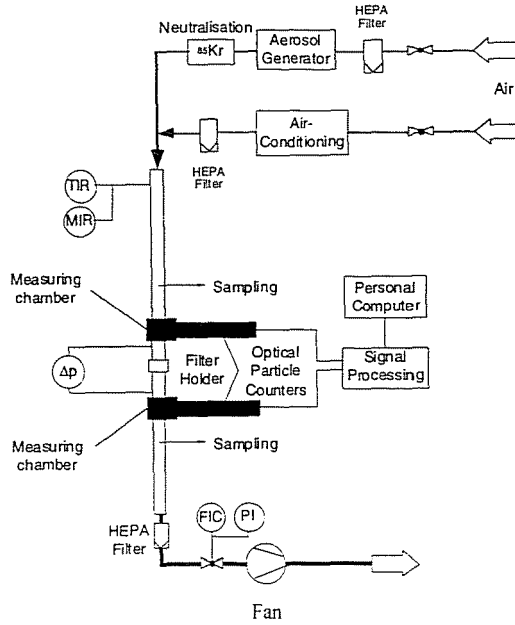 HEPA
Filter
Neutralisation
85Kr
Aerosol
Generator
Air
Air-
Conditioning
HEPA
Filter
TIR
MIR
Measuring
chamber
Sampling
Personal
Computer
Δp
Filter
Holder
Optical
Particle
Counters
Signal
Processing
Measuring
chamber
Sampling
HEPA
Filter
FIC
PI
Fan